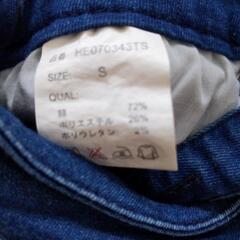 品番 HE070343TS
SIZE: S
QUAL:
綿 72%
ポリエステル 26%
ポリウレタン 2%